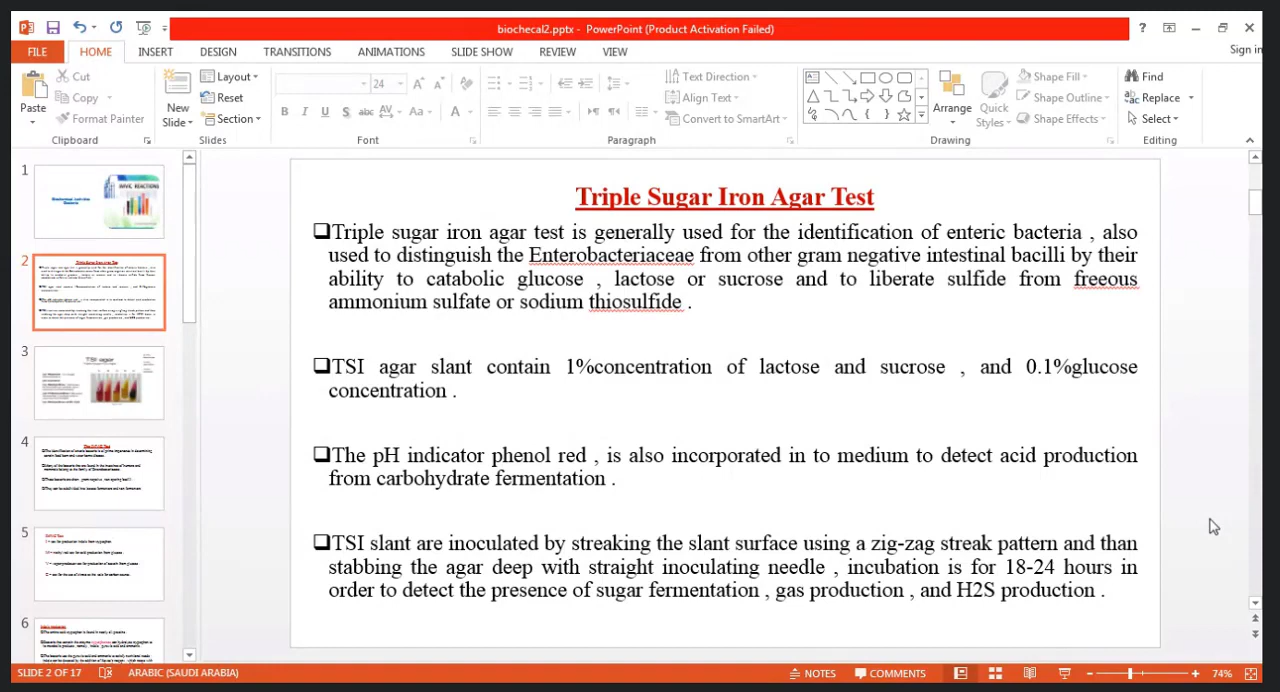 biochecal2.pptx - PowerPoint (Product Activation Failed)
Sign in
FILE HOME INSERT DESIGN TRANSITIONS ANIMATIONS SLIDE SHOW REVIEW VIEW
Paste
Cut
Copy
Format Painter
Clipboard
New Slide
Layout
Reset
Section
Slides
24
Font
Text Direction
Align Text
Convert to SmartArt
Paragraph
Arrange
Quick Styles
Shape Fill
Shape Outline
Shape Effects
Drawing
Find
Replace
Select
Editing
1
2
3
TSI agar
4
5
6
Triple Sugar Iron Agar Test
❑Triple sugar iron agar test is generally used for the identification of enteric bacteria , also
used to distinguish the Enterobacteriaceae from other gram negative intestinal bacilli by their
ability to catabolic glucose , lactose or sucrose and to liberate sulfide from freeous
ammonium sulfate or sodium thiosulfide .
❑TSI agar slant contain 1%concentration of lactose and sucrose , and 0.1%glucose
concentration .
❑The pH indicator phenol red , is also incorporated in to medium to detect acid production
from carbohydrate fermentation .
❑TSI slant are inoculated by streaking the slant surface using a zig-zag streak pattern and than
stabbing the agar deep with straight inoculating needle , incubation is for 18-24 hours in
order to detect the presence of sugar fermentation , gas production , and H2S production .
SLIDE 2 OF 17 ARABIC (SAUDI ARABIA) NOTES COMMENTS 74%